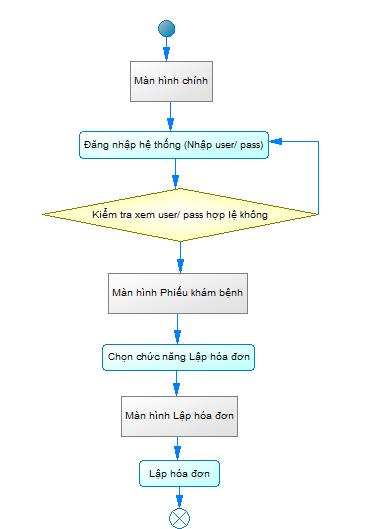 Màn hình chính
Đăng nhập hệ thống (Nhập user/ pass)
Kiểm tra xem user/ pass hợp lệ không
Màn hình Phiếu khám bệnh
Chọn chức năng Lập hóa đơn
Màn hình Lập hóa đơn
Lập hóa đơn